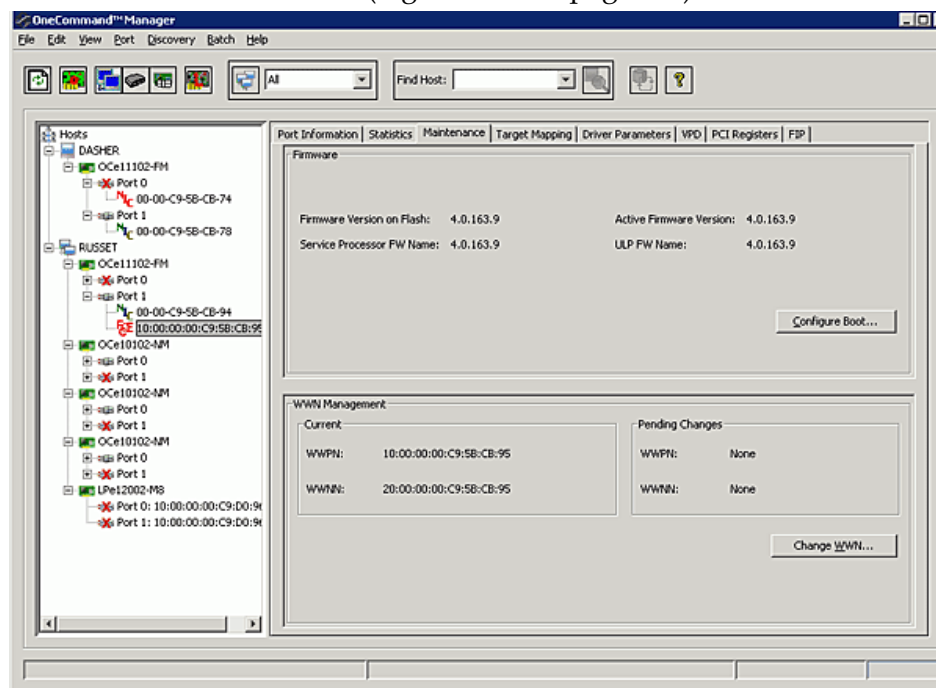 OneCommand™Manager
File Edit View Port Discovery Batch Help
All Find Host:
Hosts
DASHER
OCe11102-FM
Port 0
00-00-C9-5B-CB-74
Port 1
00-00-C9-5B-CB-78
RUSSET
OCe11102-FM
Port 0
Port 1
00-00-C9-5B-CB-94
10:00:00:00:C9:5B:CB:95
OCe10102-NM
Port 0
Port 1
OCe10102-NM
Port 0
Port 1
OCe10102-NM
Port 0
Port 1
LPe12002-M8
Port 0: 10:00:00:00:C9:D0:9
Port 1: 10:00:00:00:C9:D0:9
Port Information Statistics Maintenance Target Mapping Driver Parameters VPD PCI Registers FIP
Firmware
Firmware Version on Flash: 4.0.163.9 Active Firmware Version: 4.0.163.9
Service Processor FW Name: 4.0.163.9 ULP FW Name: 4.0.163.9
Configure Boot...
WWN Management
Current Pending Changes
WWPN: 10:00:00:00:C9:5B:CB:95 WWPN: None
WWNN: 20:00:00:00:C9:5B:CB:95 WWNN: None
Change WWN...